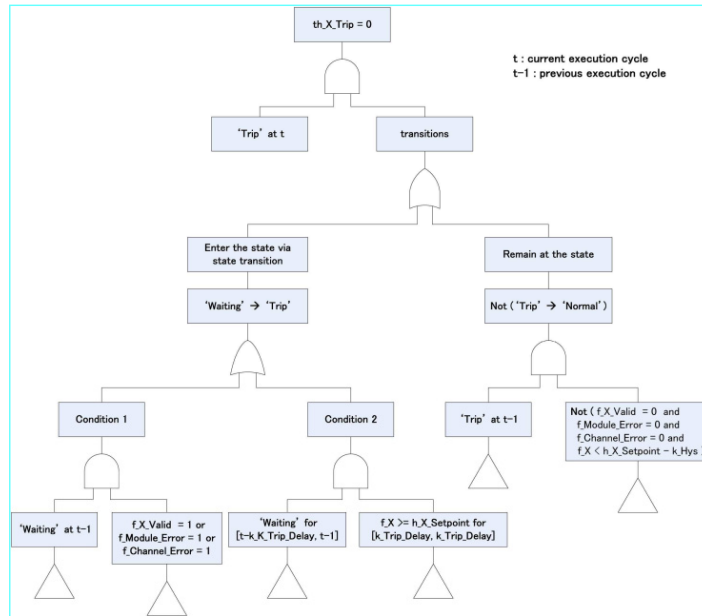 th_X_Trip = 0
t : current execution cycle
t-1 : previous execution cycle
‘Trip’ at t
transitions
Enter the state via
state transition
Remain at the state
‘Waiting’ → ‘Trip’
Not (‘Trip’ → ‘Normal’)
Condition 1
Condition 2
‘Trip’ at t-1
Not ( f_X_Valid = 0 and
f_Module_Error = 0 and
f_Channel_Error = 0 and
f_X < h_X_Setpoint - k_Hys )
‘Waiting’ at t-1
f_X_Valid = 1 or
f_Module_Error = 1 or
f_Channel_Error = 1
‘Waiting’ for
[t-k_K_Trip_Delay, t-1]
f_X >= h_X_Setpoint for
[k_Trip_Delay, k_Trip_Delay]